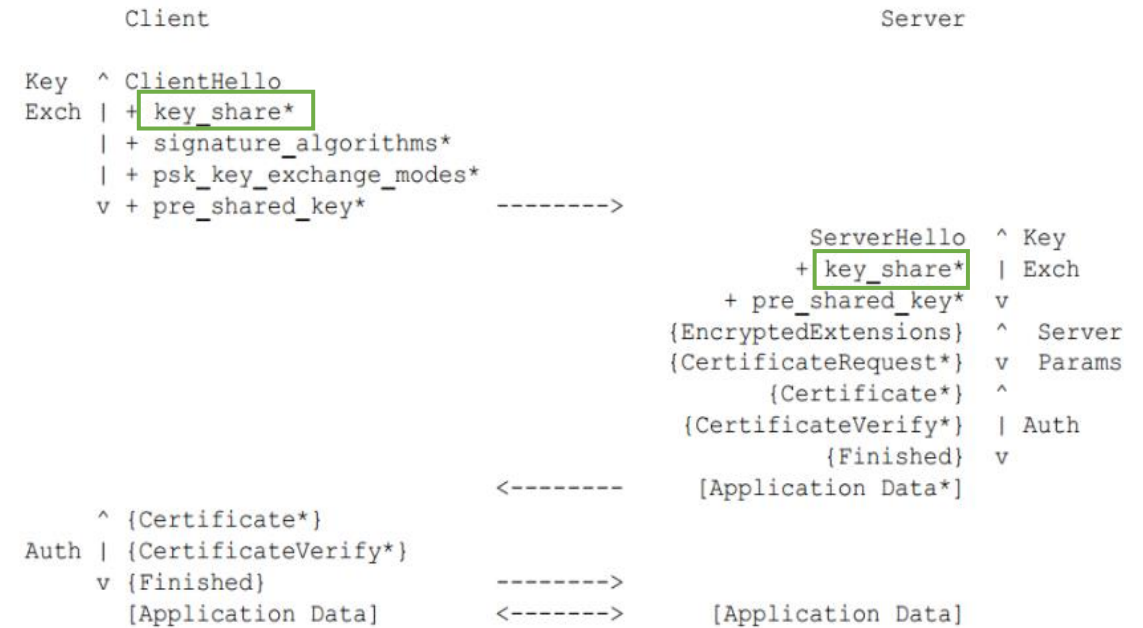 Client Server
Key ^ ClientHello
Exch | + key_share*
| + signature_algorithms*
| + psk_key_exchange_modes*
v + pre_shared_key* -------->
ServerHello ^ Key
+ key_share* | Exch
+ pre_shared_key* v
{EncryptedExtensions} ^ Server
{CertificateRequest*} v Params
{Certificate*} ^
{CertificateVerify*} | Auth
{Finished} v
<-------- [Application Data*]
^ {Certificate*}
Auth | {CertificateVerify*}
v {Finished} -------->
[Application Data] <-------> [Application Data]